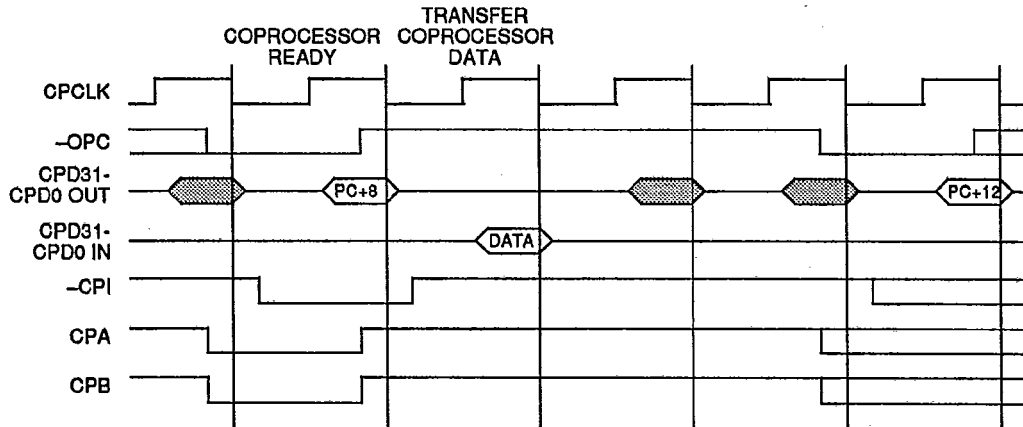 COPROCESSOR
READY
TRANSFER
COPROCESSOR
DATA
CPCLK
–OPC
CPD31-
CPD0 OUT
PC+8
PC+12
CPD31-
CPD0 IN
DATA
–CPI
CPA
CPB